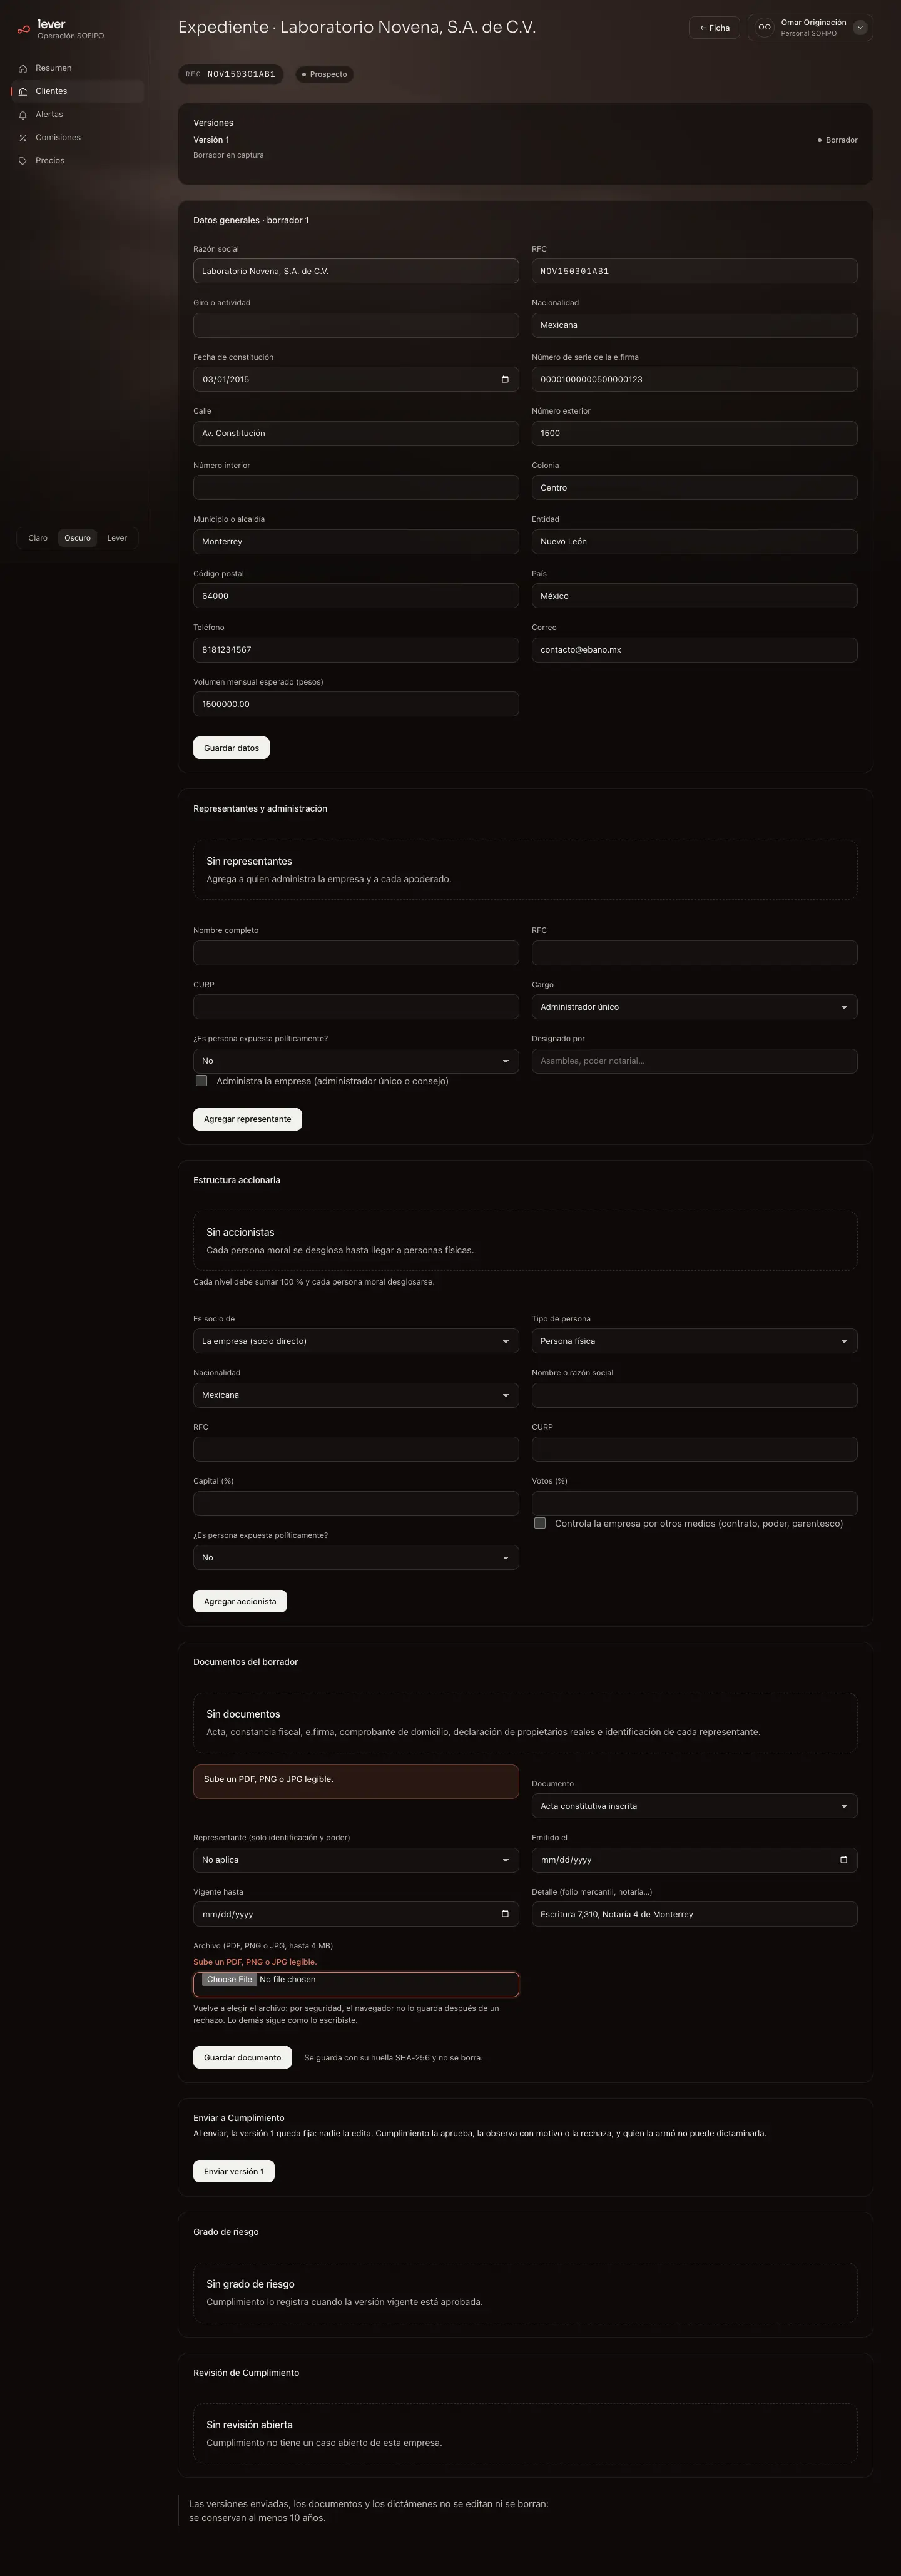 lever
Operación SOFIPO
Resumen
Clientes
Alertas
Comisiones
Precios
Claro
Oscuro
Lever
Expediente · Laboratorio Novena, S.A. de C.V.
← Ficha
OO
Omar Originación
Personal SOFIPO
RFC NOV150301AB1
Prospecto
Versiones
Versión 1
Borrador
Borrador en captura
Datos generales · borrador 1
Razón social
RFC
Laboratorio Novena, S.A. de C.V.
NOV150301AB1
Giro o actividad
Nacionalidad
Mexicana
Fecha de constitución
Número de serie de la e.firma
03/01/2015
00001000000500000123
Calle
Número exterior
Av. Constitución
1500
Número interior
Colonia
Centro
Municipio o alcaldía
Entidad
Monterrey
Nuevo León
Código postal
País
64000
México
Teléfono
Correo
8181234567
contacto@ebano.mx
Volumen mensual esperado (pesos)
1500000.00
Guardar datos
Representantes y administración
Sin representantes
Agrega a quien administra la empresa y a cada apoderado.
Nombre completo
RFC
CURP
Cargo
Administrador único
¿Es persona expuesta políticamente?
Designado por
No
Asamblea, poder notarial…
Administra la empresa (administrador único o consejo)
Agregar representante
Estructura accionaria
Sin accionistas
Cada persona moral se desglosa hasta llegar a personas físicas.
Cada nivel debe sumar 100 % y cada persona moral desglosarse.
Es socio de
Tipo de persona
La empresa (socio directo)
Persona física
Nacionalidad
Nombre o razón social
Mexicana
RFC
CURP
Capital (%)
Votos (%)
Controla la empresa por otros medios (contrato, poder, parentesco)
¿Es persona expuesta políticamente?
No
Agregar accionista
Documentos del borrador
Sin documentos
Acta, constancia fiscal, e.firma, comprobante de domicilio, declaración de propietarios reales e identificación de cada representante.
Sube un PDF, PNG o JPG legible.
Documento
Acta constitutiva inscrita
Representante (solo identificación y poder)
Emitido el
No aplica
mm/dd/yyyy
Vigente hasta
Detalle (folio mercantil, notaría…)
mm/dd/yyyy
Escritura 7,310, Notaría 4 de Monterrey
Archivo (PDF, PNG o JPG, hasta 4 MB)
Sube un PDF, PNG o JPG legible.
Choose File No file chosen
Vuelve a elegir el archivo: por seguridad, el navegador no lo guarda después de un
rechazo. Lo demás sigue como lo escribiste.
Guardar documento
Se guarda con su huella SHA-256 y no se borra.
Enviar a Cumplimiento
Al enviar, la versión 1 queda fija: nadie la edita. Cumplimiento la aprueba, la observa con motivo o la rechaza, y quien la armó no puede dictaminarla.
Enviar versión 1
Grado de riesgo
Sin grado de riesgo
Cumplimiento lo registra cuando la versión vigente está aprobada.
Revisión de Cumplimiento
Sin revisión abierta
Cumplimiento no tiene un caso abierto de esta empresa.
Las versiones enviadas, los documentos y los dictámenes no se editan ni se borran:
se conservan al menos 10 años.